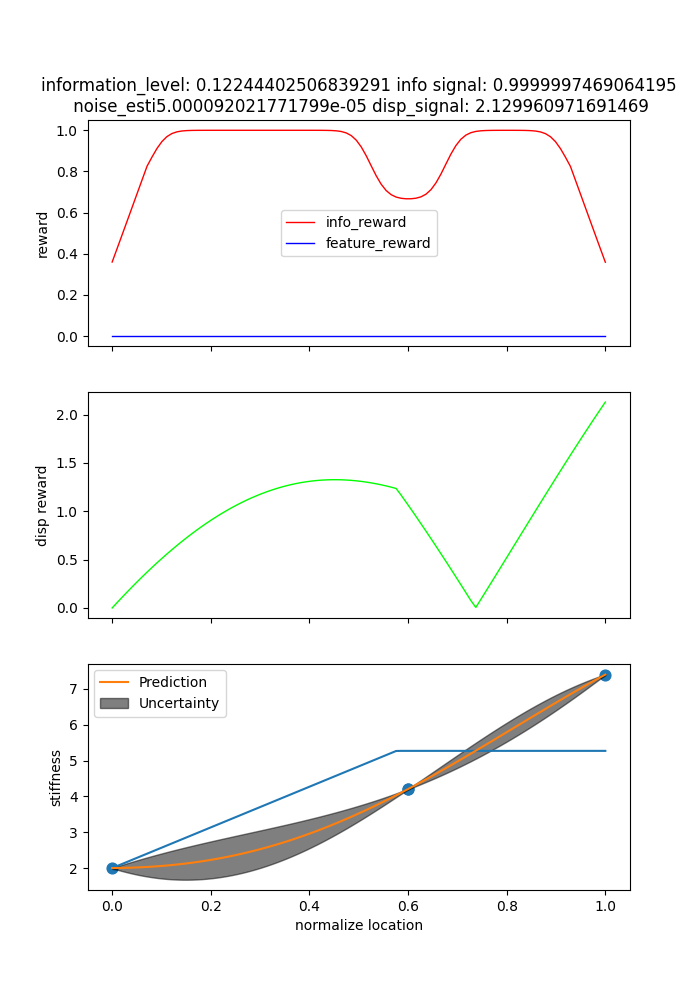 information_level: 0.12244402506839291 info signal: 0.9999997469064195
noise_esti5.000092021771799e-05 disp_signal: 2.129960971691469
1.0
0.8
0.6
0.4
0.2
0.0
reward
info_reward
feature_reward
2.0
1.5
1.0
0.5
0.0
disp reward
7
6
5
4
3
2
stiffness
Prediction
Uncertainty
0.0 0.2 0.4 0.6 0.8 1.0
normalize location